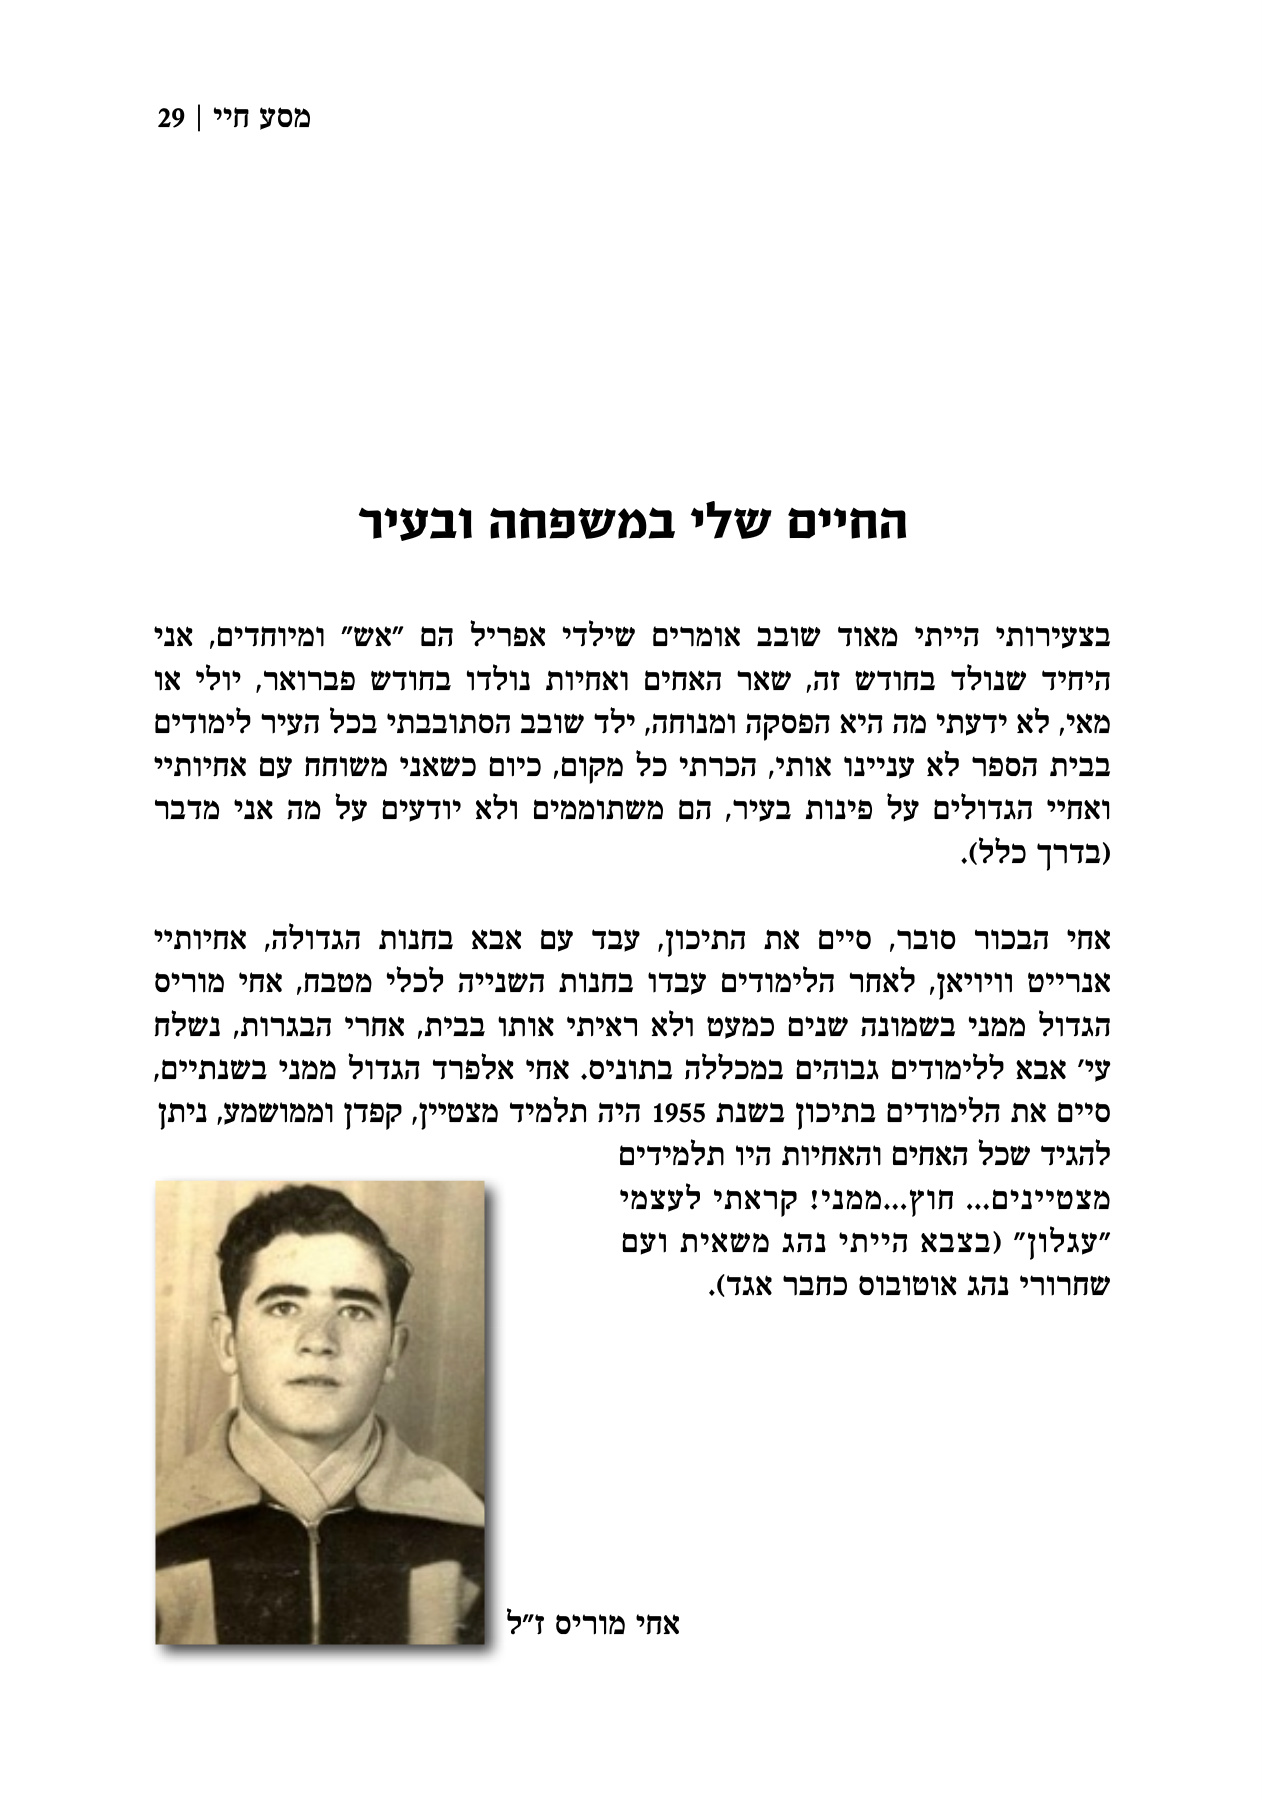 מסע חיי | 29
החיים שלי במשפחה ובעיר
בצעירותי הייתי מאוד שובב אומרים שילדי אפריל הם ״אש״ ומיוחדים, אני
היחיד שנולד בחודש זה, שאר האחים ואחיות נולדו בחודש פברואר, יולי או
מאי, לא ידעתי מה היא הפסקה ומנוחה, ילד שובב הסתובבתי בכל העיר לימודים
בבית הספר לא עניינו אותי, הכרתי כל מקום, כיום כשאני משוחח עם אחיותיי
ואחיי הגדולים על פינות בעיר, הם משתוממים ולא יודעים על מה אני מדבר
(בדרך כלל).
אחי הבכור סובר, סיים את התיכון, עבד עם אבא בחנות הגדולה, אחיותיי
אנרייט וויויאן, לאחר הלימודים עבדו בחנות השנייה לכלי מטבח, אחי מוריס
הגדול ממני בשמונה שנים כמעט ולא ראיתי אותו בבית, אחרי הבגרות, נשלח
עי׳ אבא ללימודים גבוהים במכללה בתוניס. אחי אלפרד הגדול ממני בשנתיים,
סיים את הלימודים בתיכון בשנת 1955 היה תלמיד מצטיין, קפדן וממושמע, ניתן
להגיד שכל האחים והאחיות היו תלמידים
מצטיינים... חוץ...ממני! קראתי לעצמי
״עגלון״ (בצבא הייתי נהג משאית ועם
שחרורי נהג אוטובוס כחבר אגד).
אחי מוריס ז״ל